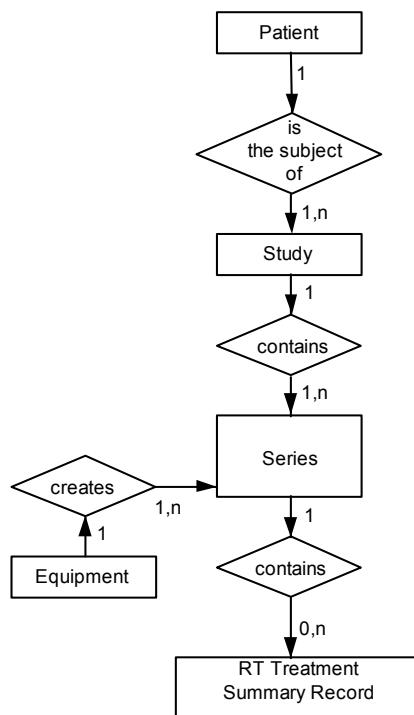 Patient
1
is
the subject
of
1,n
Study
1
contains
1,n
Series
creates
1,n
1
Equipment
1
contains
0,n
RT Treatment
Summary Record